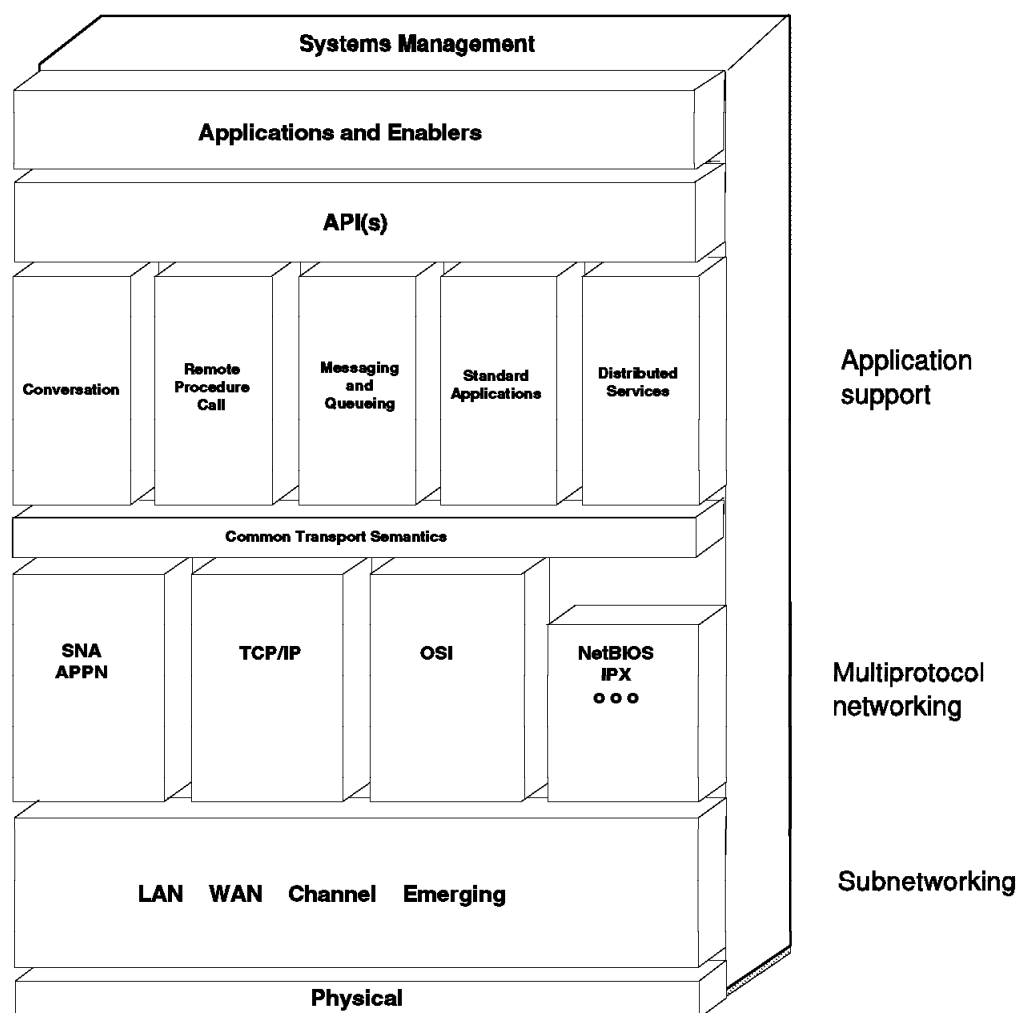 Systems Management
Applications and Enablers
API(s)
Conversation
Remote
Procedure
Call
Messaging
and
Queueing
Standard
Applications
Distributed
Services
Application
support
Common Transport Semantics
SNA
APPN
TCP/IP
OSI
NetBIOS
IPX
o o o
Multiprotocol
networking
LAN WAN Channel Emerging
Subnetworking
Physical